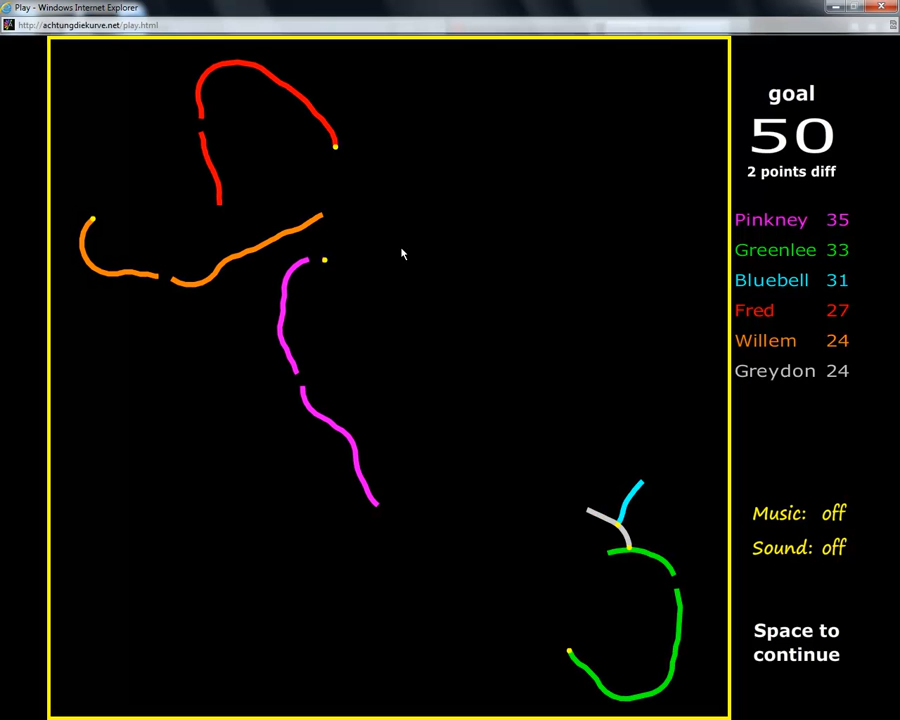 Play - Windows Internet Explorer
http://achtungdiekurve.net/play.html
goal
50
2 points diff
Pinkney 35
Greenlee 33
Bluebell 31
Fred 27
Willem 24
Greydon 24
Music: off
Sound: off
Space to
continue